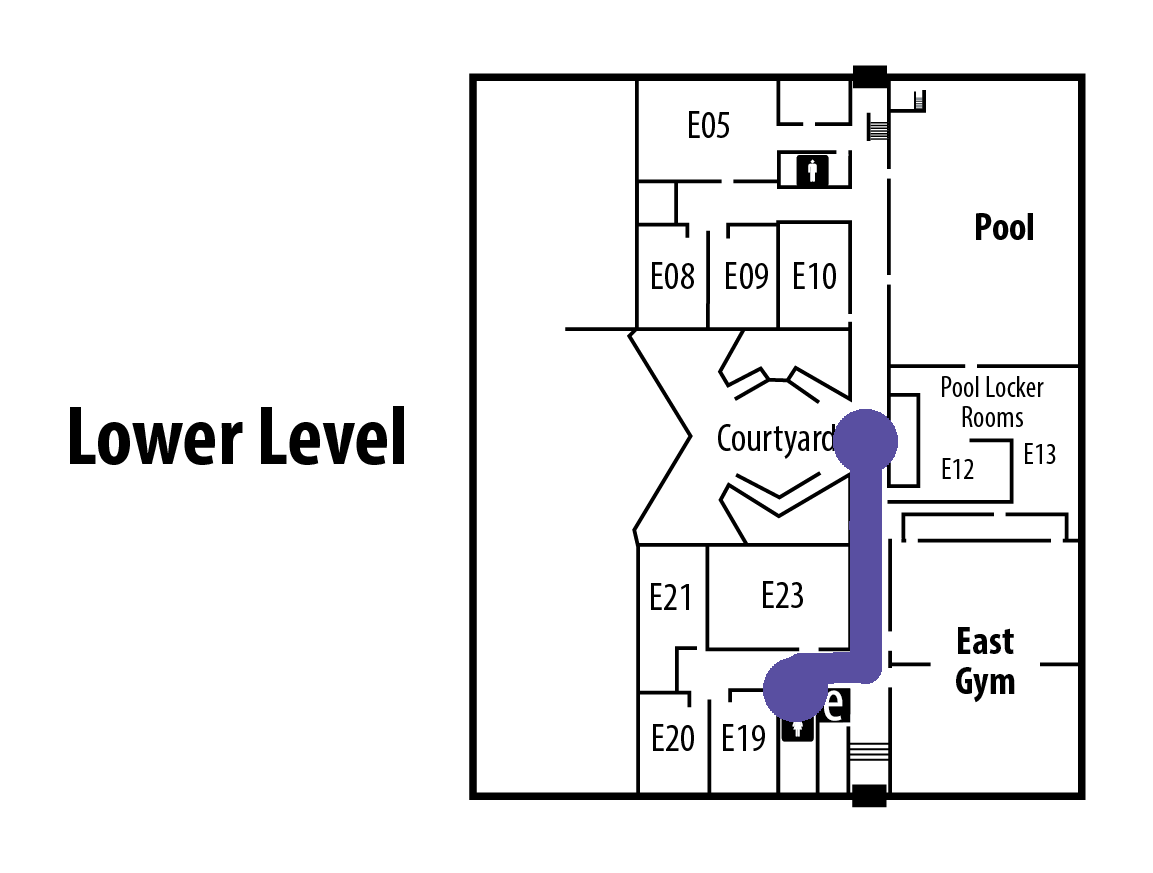 E05
Pool
E08
E09
E10
Pool Locker
Rooms
Lower Level
Courtyard
E12
E13
E21
E23
East
Gym
e
E20
E19